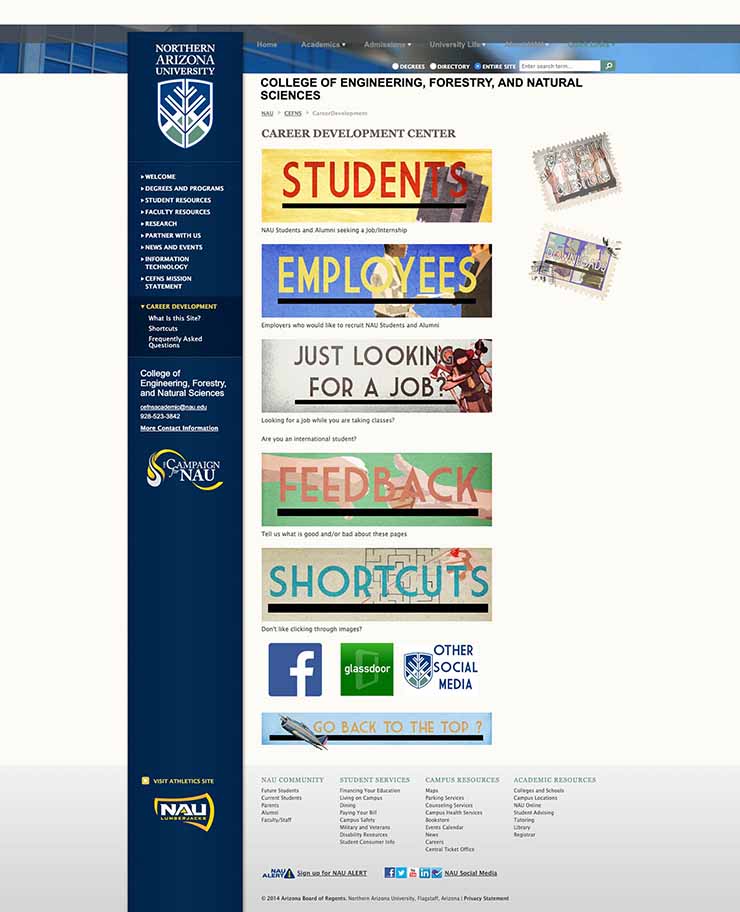 NORTHERN
ARIZONA
UNIVERSITY
Home Academics Admissions University Life
DEGREES DIRECTORY ENTIRE SITE Enter search term...
COLLEGE OF ENGINEERING, FORESTRY, AND NATURAL
SCIENCES
NAU > CEFNS > CareerDevelopment
CAREER DEVELOPMENT CENTER
WELCOME
DEGREES AND PROGRAMS
STUDENT RESOURCES
FACULTY RESOURCES
RESEARCH
PARTNER WITH US
NEWS AND EVENTS
INFORMATION
TECHNOLOGY
CEFNS MISSION
STATEMENT
CAREER DEVELOPMENT
What Is this Site?
Shortcuts
Frequently Asked
Questions
College of
Engineering, Forestry,
and Natural Sciences
cefnsacademic@nau.edu
928-523-3842
More Contact Information
THE CAMPAIGN
for NAU
STUDENTS
NAU Students and Alumni seeking a Job/Internship
EMPLOYEES
Employers who would like to recruit NAU Students and Alumni
JUST LOOKING
FOR A JOB?
Looking for a job while you are taking classes?
Are you an international student?
FEEDBACK
Tell us what is good and/or bad about these pages
SHORTCUTS
Don't like clicking through images?
f
glassdoor
OTHER
SOCIAL
MEDIA
GO BACK TO THE TOP ?
FREQUENTLY
ASKED
QUESTIONS
DOWNLOADS
VISIT ATHLETICS SITE
NAU
LUMBERJACKS
NAU COMMUNITY
Future Students
Current Students
Parents
Alumni
Faculty/Staff
STUDENT SERVICES
Financing Your Education
Living on Campus
Dining
Paying Your Bill
Campus Safety
Military and Veterans
Disability Resources
Student Consumer Info
CAMPUS RESOURCES
Maps
Parking Services
Counseling Services
Campus Health Services
Bookstore
Events Calendar
News
Careers
Central Ticket Office
ACADEMIC RESOURCES
Colleges and Schools
Campus Locations
NAU Online
Student Advising
Tutoring
Library
Registrar
NAU
ALERT Sign up for NAU ALERT
NAU Social Media
© 2014 Arizona Board of Regents. Northern Arizona University, Flagstaff, Arizona | Privacy Statement